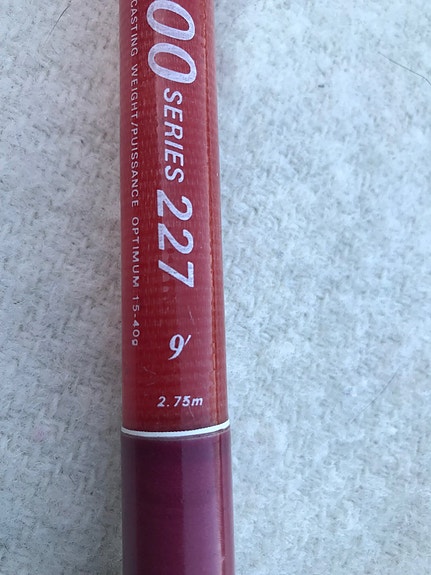 00 SERIES 227
CASTING WEIGHT/PUISSANCE OPTIMUM 15-40g
9'
2.75m